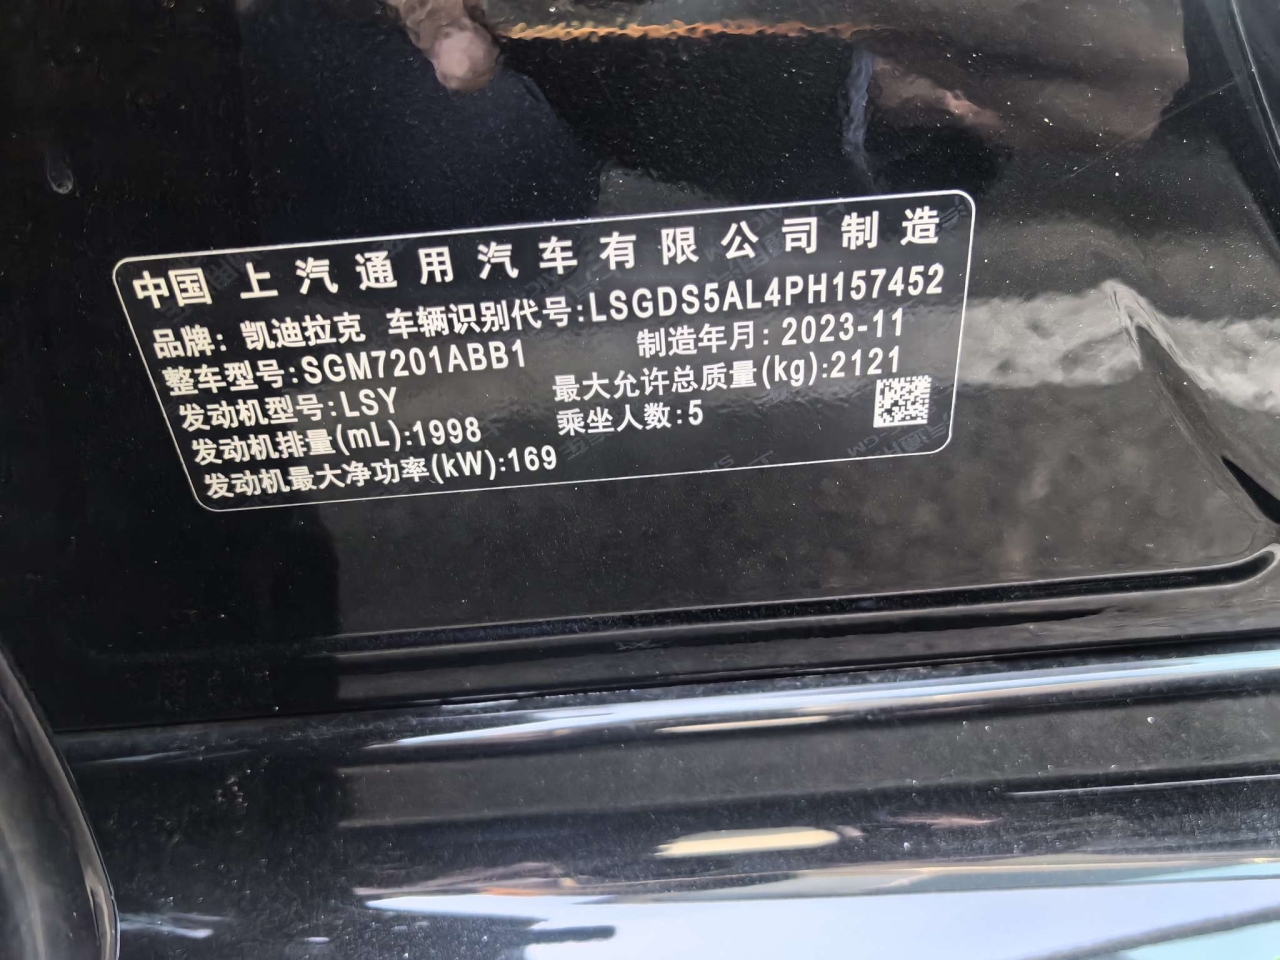 中国 上汽通用汽车有限公司制造
品牌: 凯迪拉克 车辆识别代号:LSGDS5AL4PH157452
整车型号:SGM7201ABB1 制造年月: 2023-11
发动机型号:LSY 最大允许总质量(kg):2121
发动机排量(mL):1998 乘坐人数:5
发动机最大净功率(kW):169